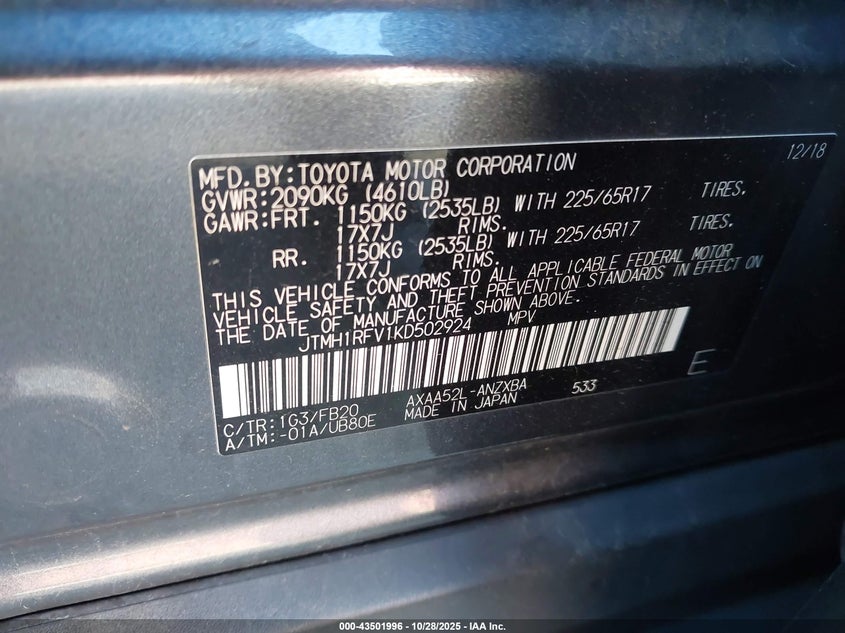 12/18
MFD.BY:TOYOTA MOTOR CORPORATION
GVWR:2090KG (4610LB)
GAWR:FRT. 1150KG (2535LB) WITH 225/65R17 TIRES.
17X7J RIMS.
RR. 1150KG (2535LB) WITH 225/65R17 TIRES.
17X7J RIMS.
THIS VEHICLE CONFORMS TO ALL APPLICABLE FEDERAL MOTOR
VEHICLE SAFETY AND THEFT PREVENTION STANDARDS IN EFFECT ON
THE DATE OF MANUFACTURE SHOWN ABOVE.
JTMH1RFV1KD502924 MPV
E
C/TR:1G3/FB20 AXAA52L-ANZXBA 533
A/TM:-01A/UB80E MADE IN JAPAN
000-43501996 - 10/28/2025 - IAA Inc.